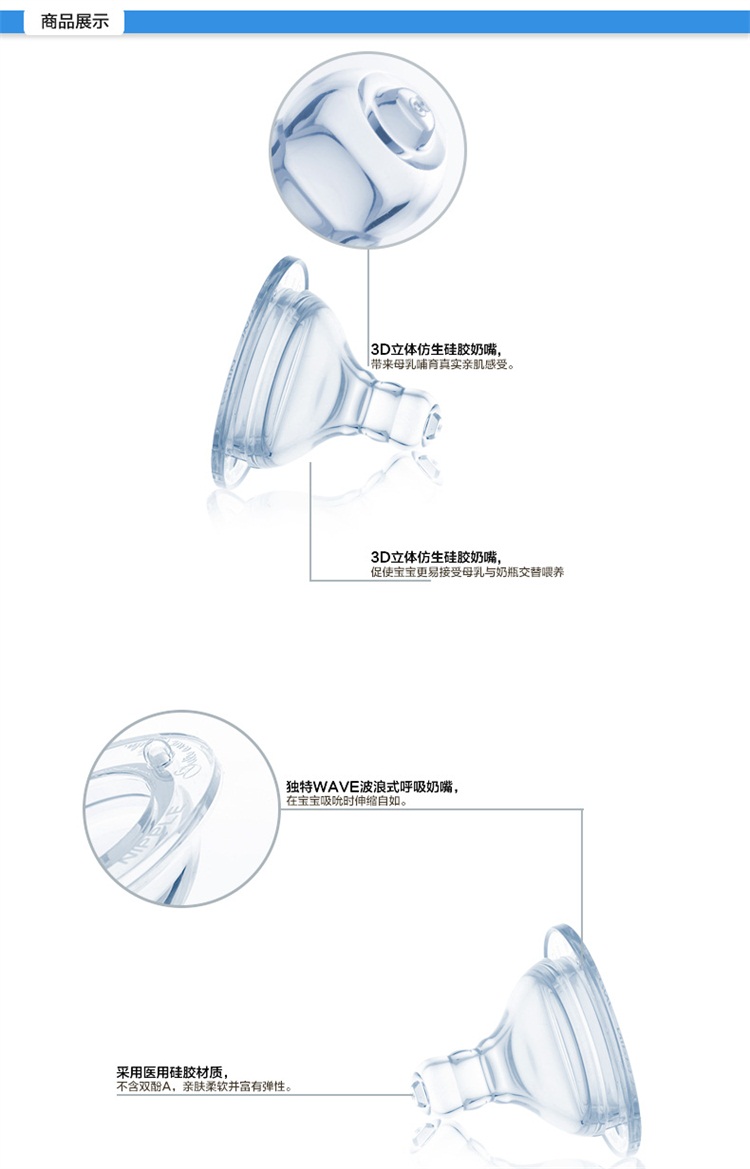 商品展示
3D立体仿生硅胶奶嘴，
带来母乳哺育真实亲肌感受。
3D立体仿生硅胶奶嘴，
促使宝宝更易接受母乳与奶瓶交替喂养
独特WAVE波浪式呼吸奶嘴，
在宝宝吸吮时伸缩自如。
NIPPLE
采用医用硅胶材质，
不含双酚A，亲肤柔软并富有弹性。